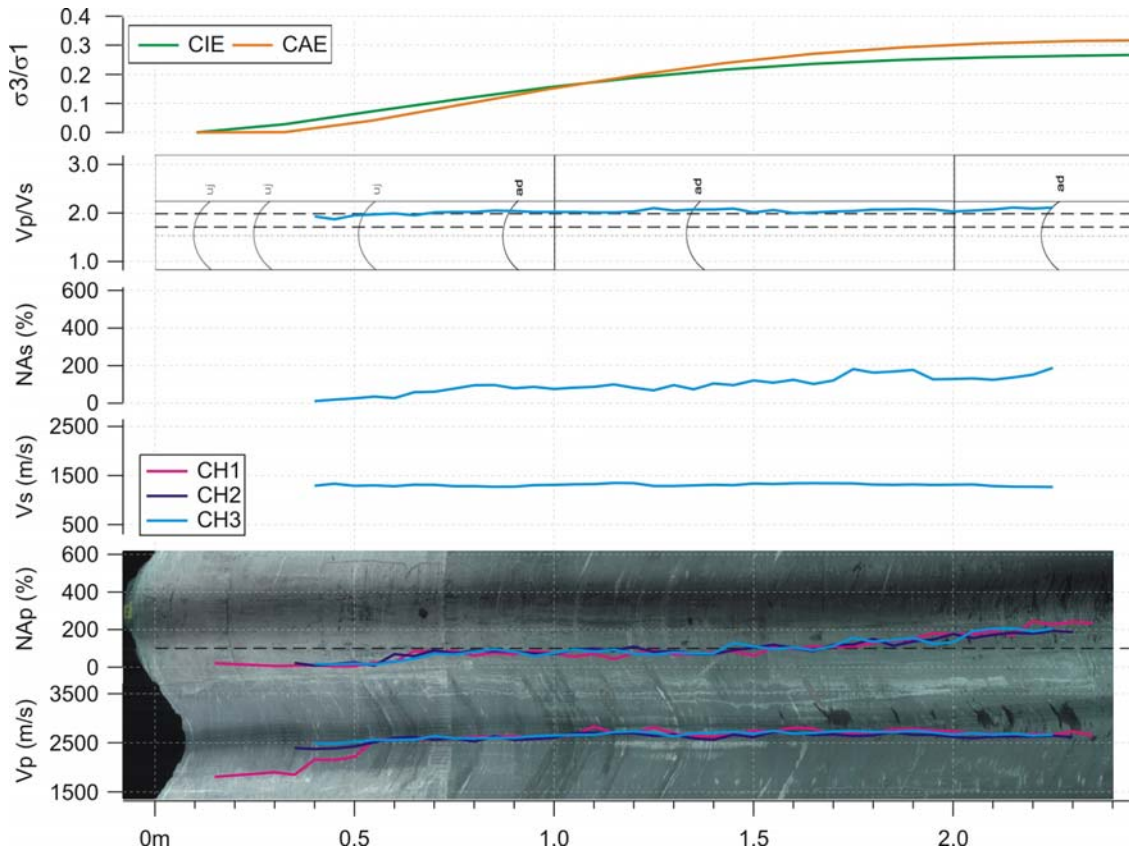 0.4
0.3
0.2
0.1
0.0
σ3/σ1
CIE CAE
3.0
2.0
1.0
Vp/Vs
uj uj uj ad ad ad
600
400
200
0
NAs (%)
2500
1500
500
Vs (m/s)
CH1
CH2
CH3
600
400
200
0
NAp (%)
3500
2500
1500
Vp (m/s)
0m 0.5 1.0 1.5 2.0